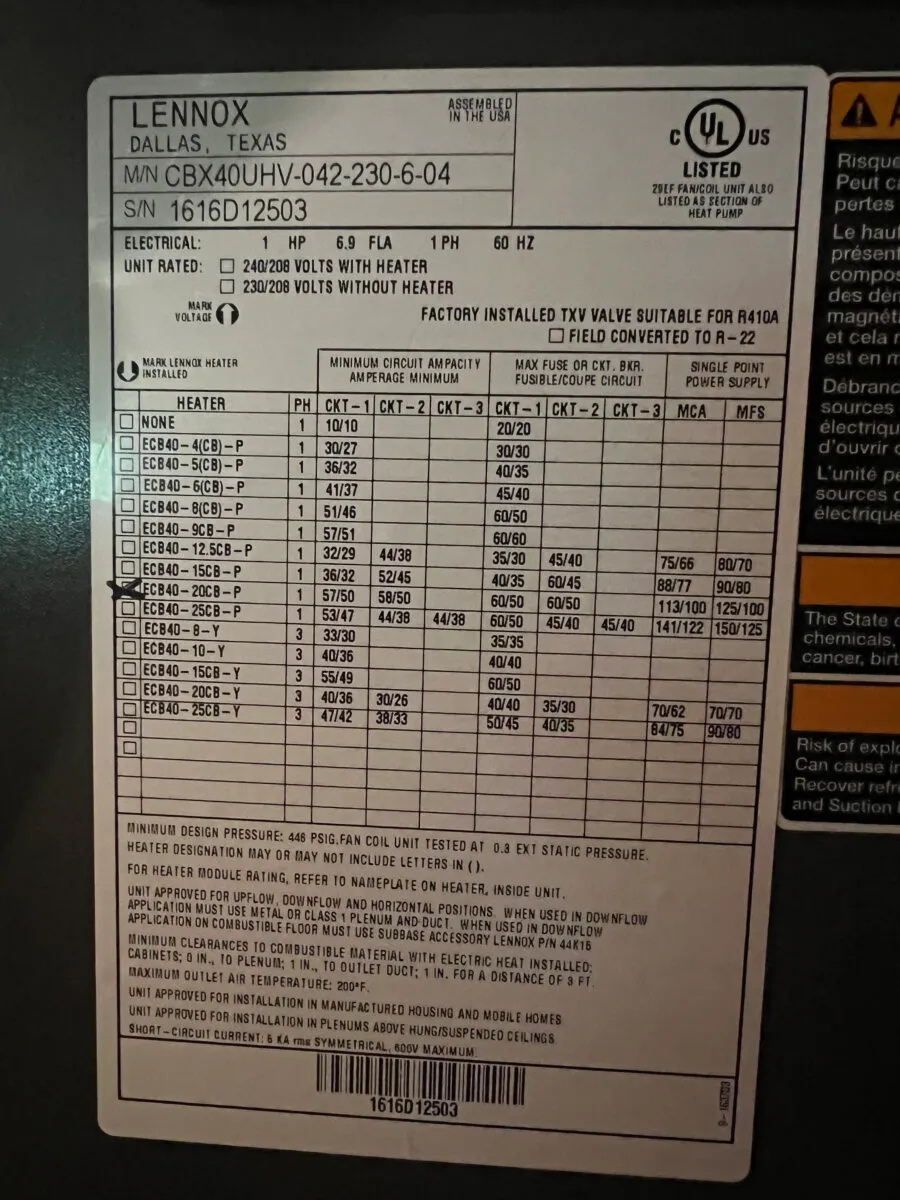 LENNOX
DALLAS, TEXAS
ASSEMBLED
IN THE USA
M/N CBX40UHV-042-230-6-04
S/N 1616D12503
C UL US
LISTED
29LF FAN/COIL UNIT ALSO
LISTED AS SECTION OF
HEAT PUMP
ELECTRICAL: 1 HP 6.9 FLA 1 PH 60 HZ
UNIT RATED: 240/208 VOLTS WITH HEATER
230/208 VOLTS WITHOUT HEATER
MARK
VOLTAGE
FACTORY INSTALLED TXV VALVE SUITABLE FOR R410A
FIELD CONVERTED TO R-22
MARK LENNOX HEATER
INSTALLED
MINIMUM CIRCUIT AMPACITY
AMPERAGE MINIMUM
MAX FUSE OR CKT. BKR.
FUSIBLE/COUPE CIRCUIT
SINGLE POINT
POWER SUPPLY
HEATER PH CKT-1 CKT-2 CKT-3 CKT-1 CKT-2 CKT-3 MCA MFS
NONE 1 10/10 20/20
ECB40-4(CB)-P 1 30/27 30/30
ECB40-5(CB)-P 1 36/32 40/35
ECB40-6(CB)-P 1 41/37 45/40
ECB40-8(CB)-P 1 51/46 60/50
ECB40-9CB-P 1 57/51 60/60
ECB40-12.5CB-P 1 32/29 44/38 35/30 45/40 75/66 80/70
ECB40-15CB-P 1 36/32 52/45 40/35 60/45 88/77 90/80
ECB40-20CB-P 1 57/50 58/50 60/50 60/50 113/100 125/100
ECB40-25CB-P 1 53/47 44/38 44/38 60/50 45/40 45/40 141/122 150/125
ECB40-8-Y 3 33/30 35/35
ECB40-10-Y 3 40/36 40/40
ECB40-15CB-Y 3 55/49 60/50
ECB40-20CB-Y 3 40/36 30/26 40/40 35/30 70/62 70/70
ECB40-25CB-Y 3 47/42 38/33 50/45 40/35 84/75 90/80
MINIMUM DESIGN PRESSURE: 446 PSIG, FAN COIL UNIT TESTED AT 0.3 EXT STATIC PRESSURE.
HEATER DESIGNATION MAY OR MAY NOT INCLUDE LETTERS IN ( ).
FOR HEATER MODULE RATING, REFER TO NAMEPLATE ON HEATER, INSIDE UNIT.
UNIT APPROVED FOR UPFLOW, DOWNFLOW AND HORIZONTAL POSITIONS. WHEN USED IN DOWNFLOW
APPLICATION MUST USE METAL OR CLASS 1 PLENUM AND DUCT. WHEN USED IN DOWNFLOW
APPLICATION ON COMBUSTIBLE FLOOR MUST USE SUBBASE ACCESSORY LENNOX P/N 44K16
MINIMUM CLEARANCES TO COMBUSTIBLE MATERIAL WITH ELECTRIC HEAT INSTALLED:
CABINETS; 0 IN., TO PLENUM; 1 IN., TO OUTLET DUCT; 1 IN. FOR A DISTANCE OF 3 FT.
MAXIMUM OUTLET AIR TEMPERATURE: 200°F.
UNIT APPROVED FOR INSTALLATION IN MANUFACTURED HOUSING AND MOBILE HOMES
UNIT APPROVED FOR INSTALLATION IN PLENUMS ABOVE HUNG/SUSPENDED CEILINGS
SHORT-CIRCUIT CURRENT: 5 KA rms SYMMETRICAL, 600V MAXIMUM
1616D12503
Risque
Peut
pertes
Le haut
présent
compos
des
magnét
et cela
est en
Débranc
sources
électriqu
d'ouvrir
L'unité
sources
électrique
The State
chemicals,
cancer, birt
Risk of explo
Can cause
Recover refr
and Suction